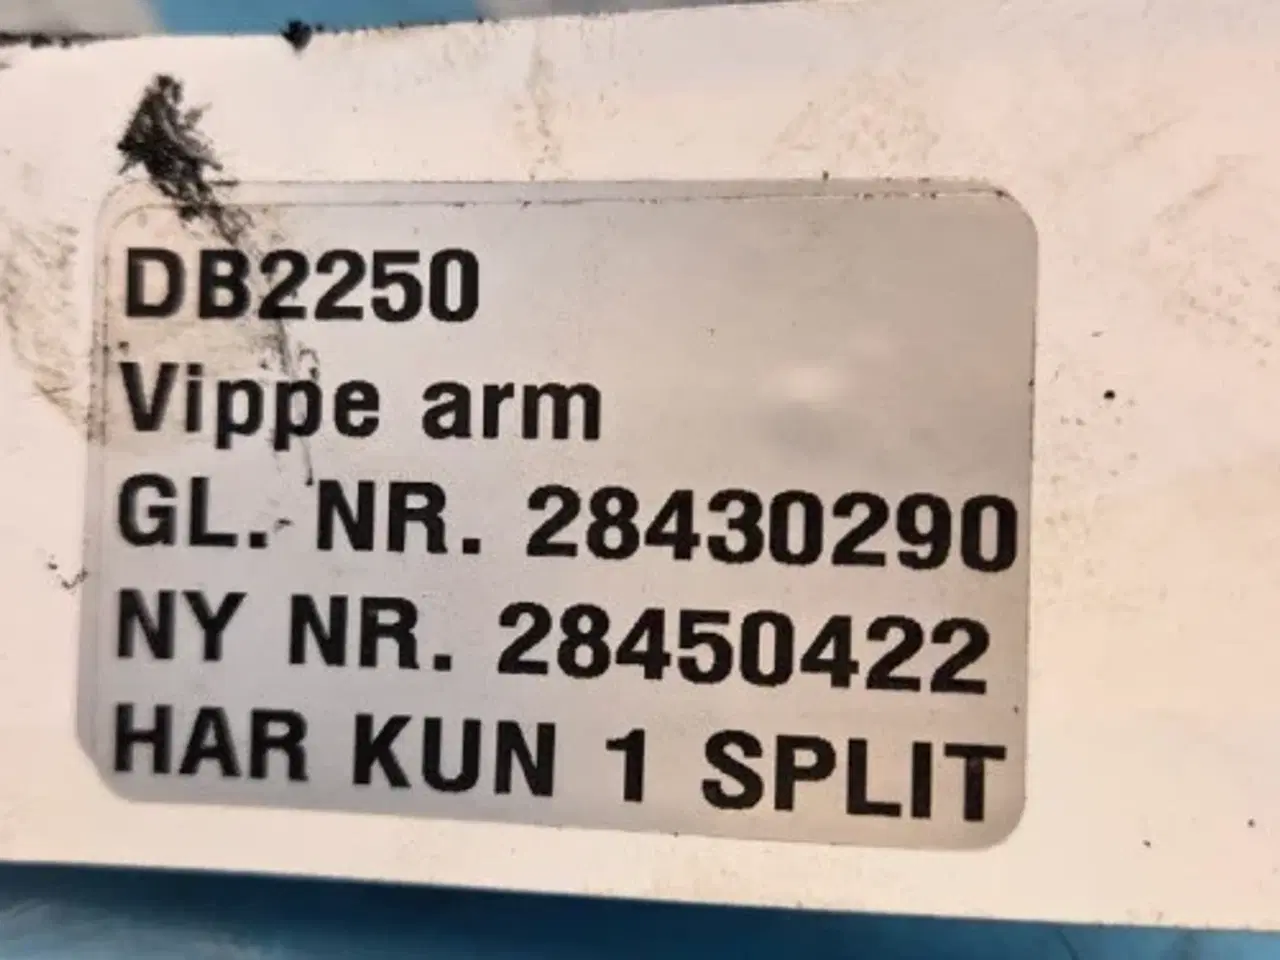 DB2250
Vippe arm
GL. NR. 28430290
NY NR. 28450422
HAR KUN 1 SPLIT